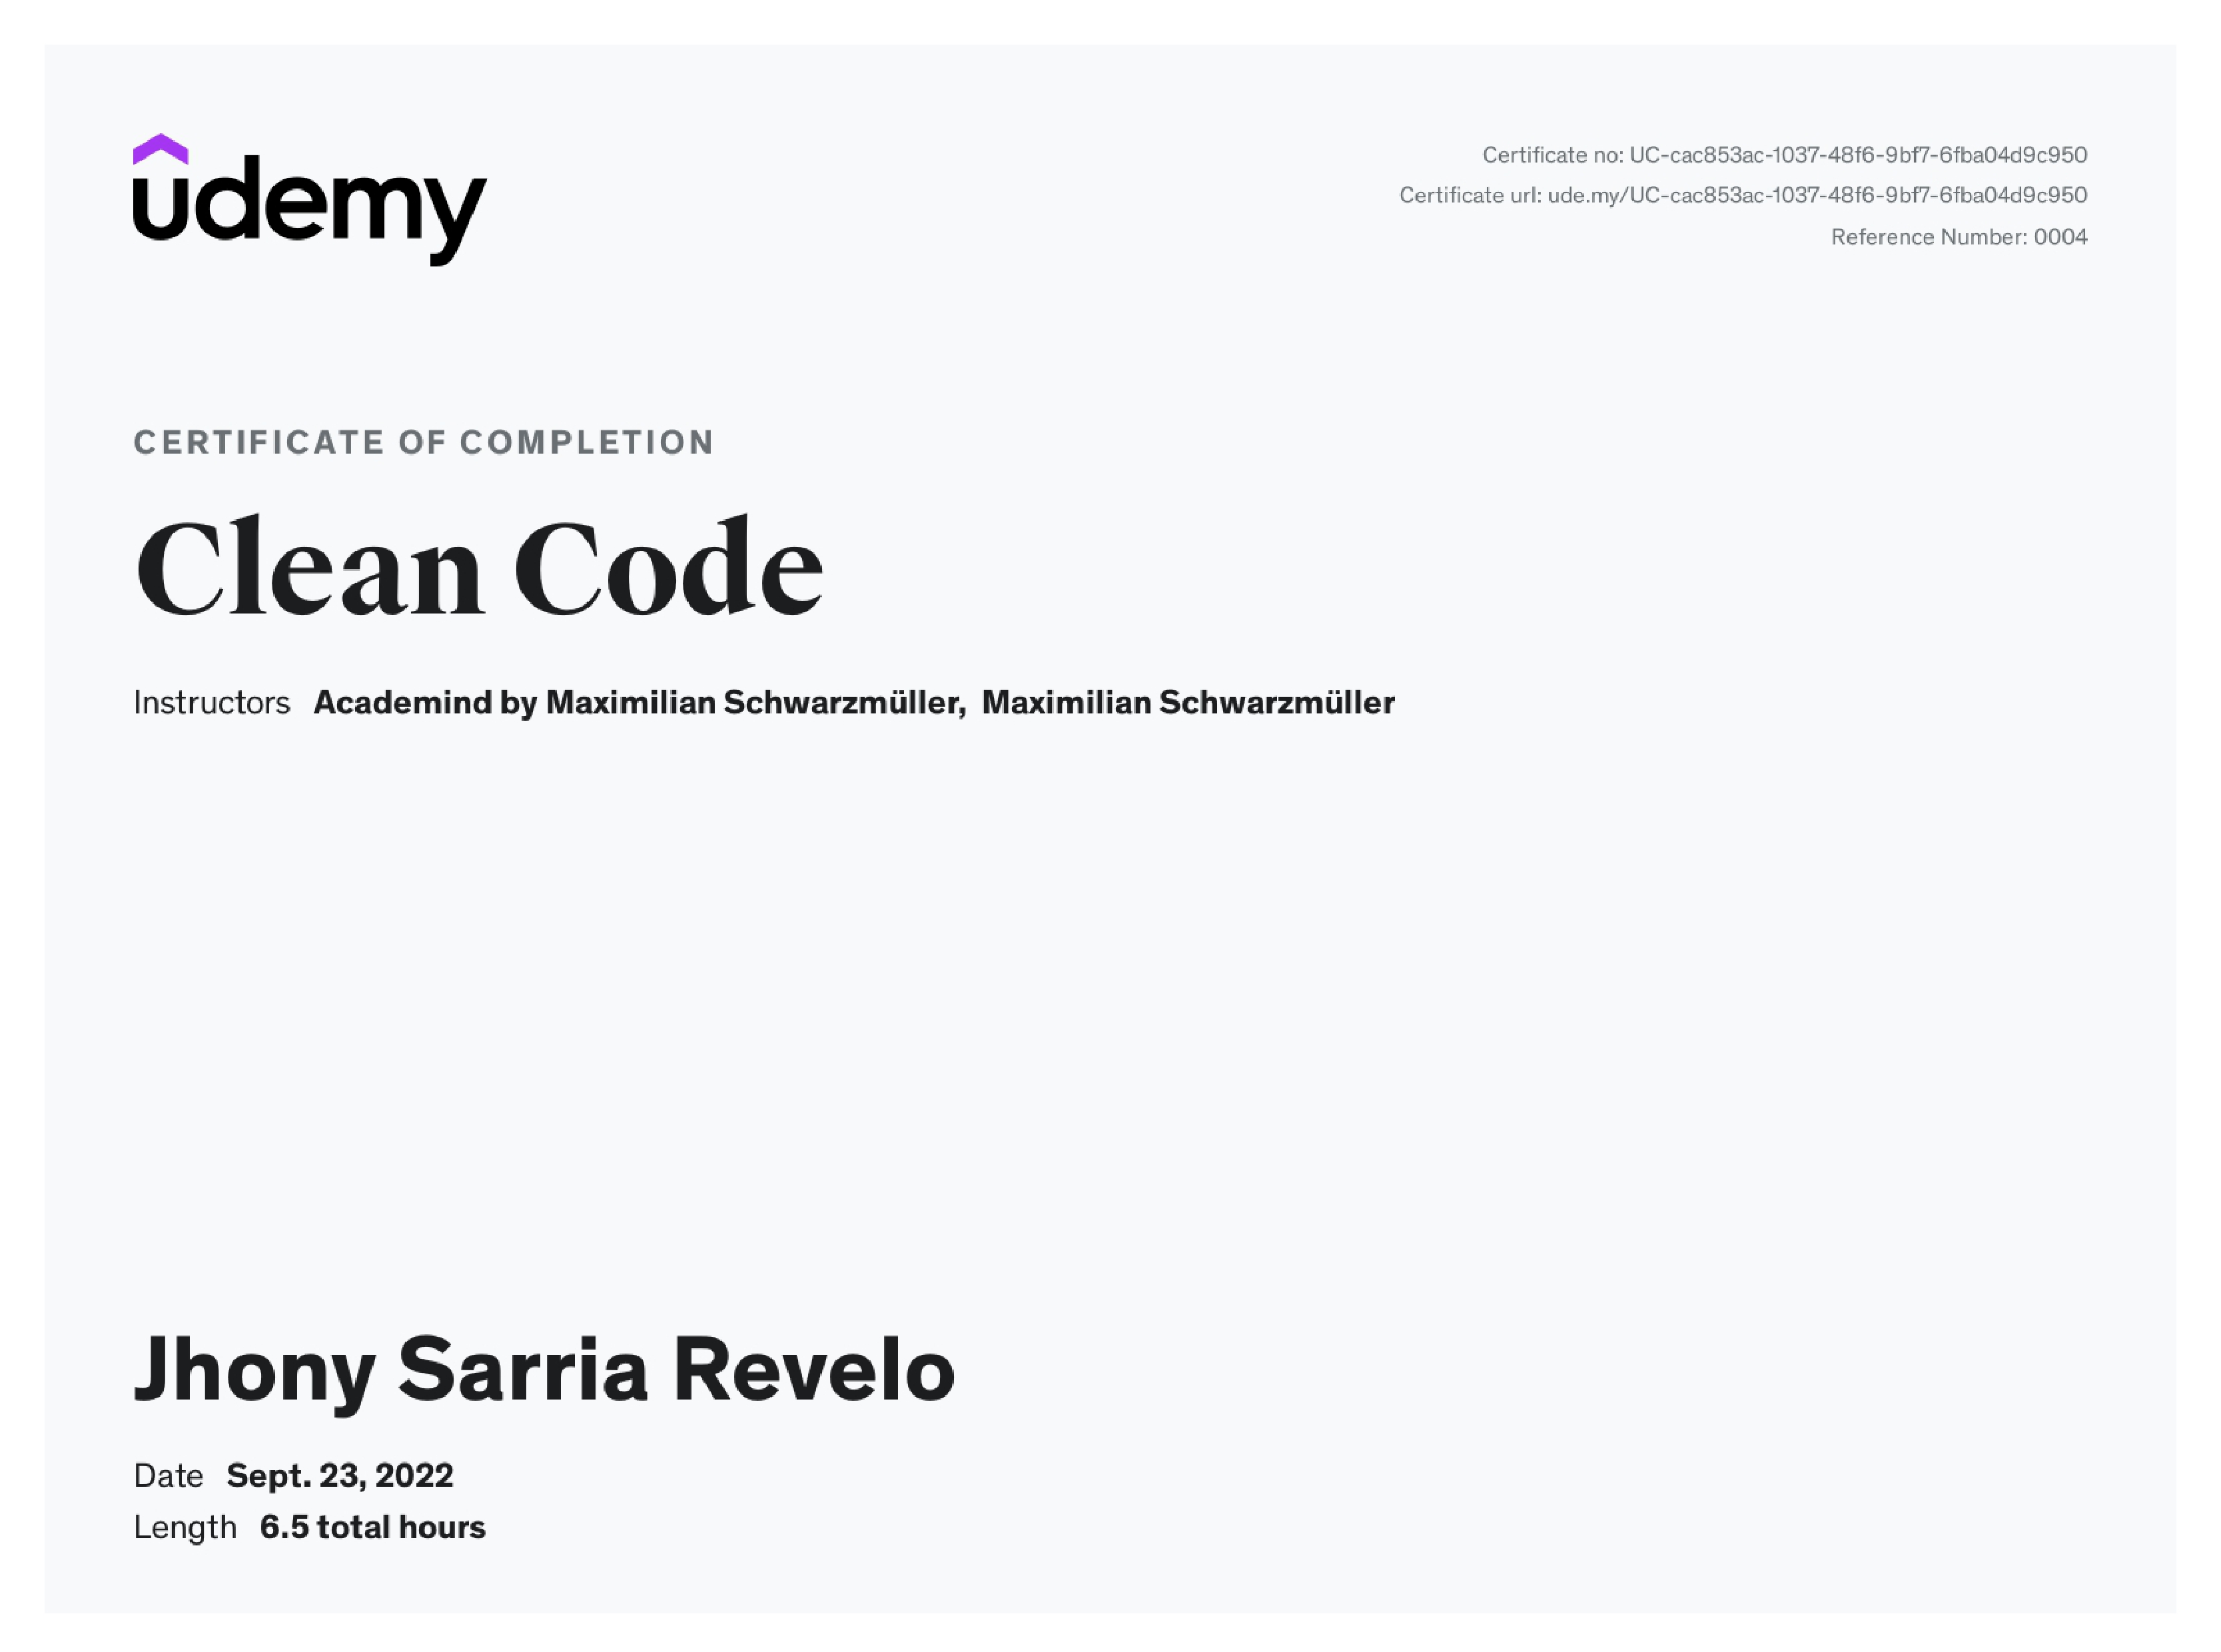 udemy
Certificate no: UC-cac853ac-1037-48f6-9bf7-6fba04d9c950
Certificate url: ude.my/UC-cac853ac-1037-48f6-9bf7-6fba04d9c950
Reference Number: 0004
CERTIFICATE OF COMPLETION
Clean Code
Instructors Academind by Maximilian Schwarzmüller, Maximilian Schwarzmüller
Jhony Sarria Revelo
Date Sept. 23, 2022
Length 6.5 total hours